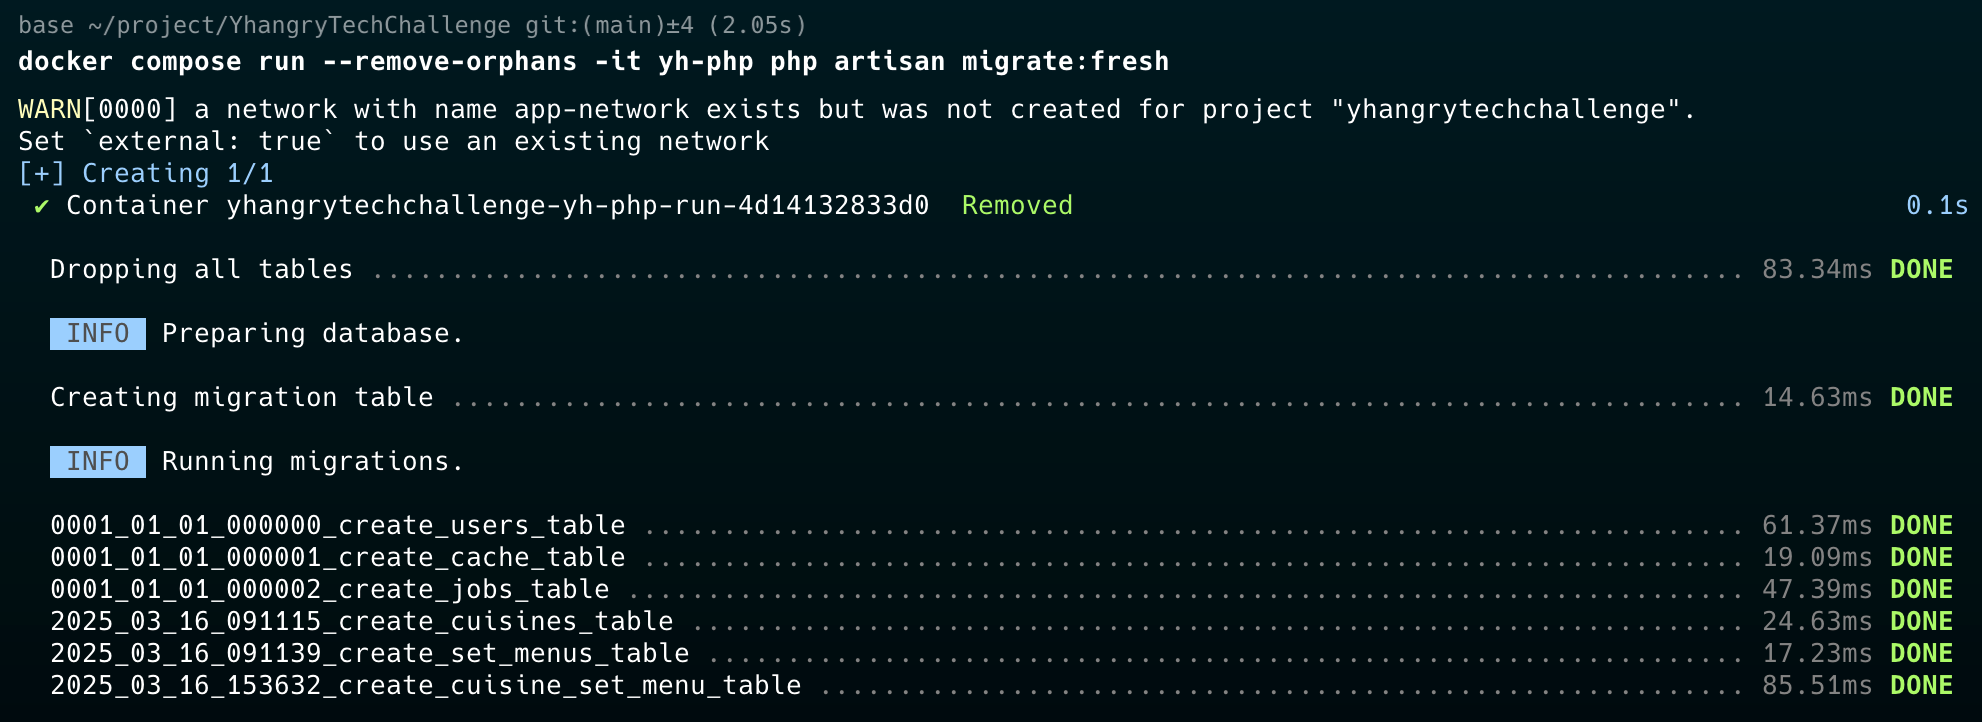 base ~/project/YhangryTechChallenge git:(main)±4 (2.05s)
docker compose run --remove-orphans -it yh-php php artisan migrate:fresh
WARN[0000] a network with name app-network exists but was not created for project "yhangrytechchallenge".
Set `external: true` to use an existing network
[+] Creating 1/1
✔ Container yhangrytechchallenge-yh-php-run-4d14132833d0  Removed 0.1s
Dropping all tables ...................................................................................... 83.34ms DONE
INFO Preparing database.
Creating migration table ................................................................................. 14.63ms DONE
INFO Running migrations.
0001_01_01_000000_create_users_table ..................................................................... 61.37ms DONE
0001_01_01_000001_create_cache_table ..................................................................... 19.09ms DONE
0001_01_01_000002_create_jobs_table ...................................................................... 47.39ms DONE
2025_03_16_091115_create_cuisines_table .................................................................. 24.63ms DONE
2025_03_16_091139_create_set_menus_table ................................................................. 17.23ms DONE
2025_03_16_153632_create_cuisine_set_menu_table .......................................................... 85.51ms DONE